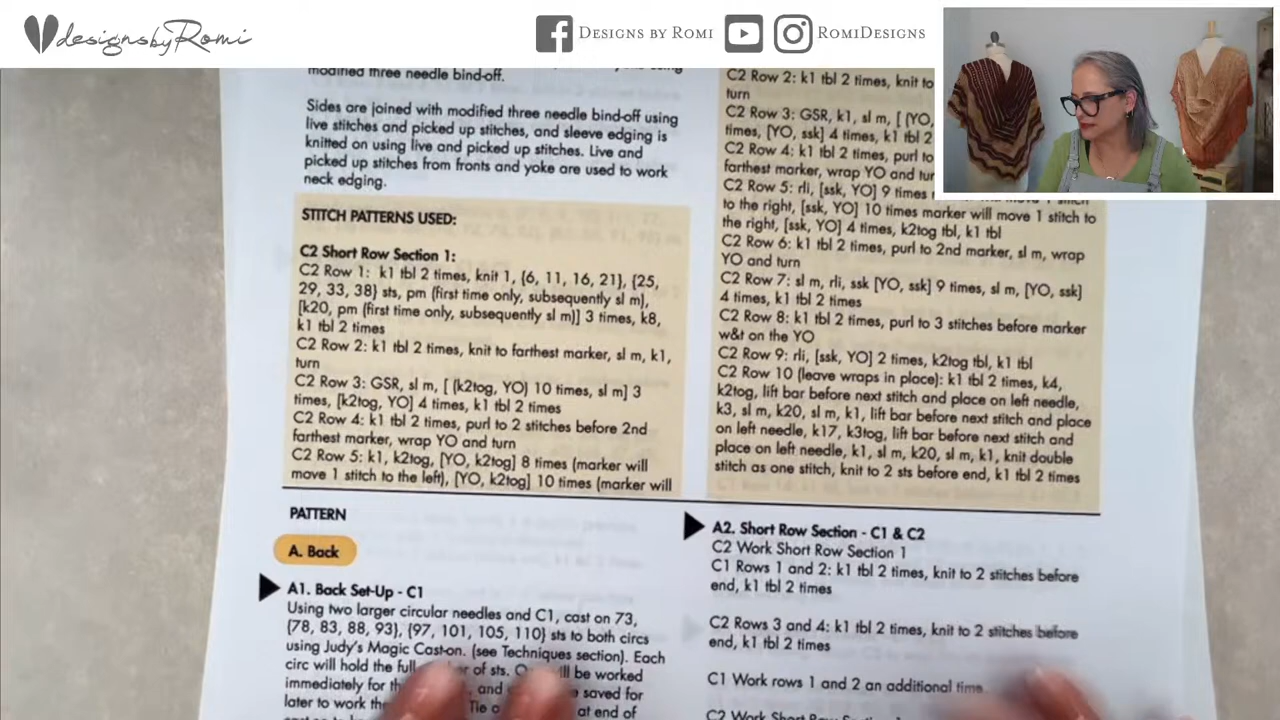 designsbyRomi
DESIGNS BY ROMI
ROMIDESIGNS
modified three needle bind-off.
Sides are joined with modified three needle bind-off using
live stitches and picked up stitches, and sleeve edging is
knitted on using live and picked up stitches. Live and
picked up stitches from fronts and yoke are used to work
neck edging.
STITCH PATTERNS USED:
C2 Short Row Section 1:
C2 Row 1: k1 tbl 2 times, knit 1, {6, 11, 16, 21}, {25,
29, 33, 38} sts, pm (first time only, subsequently sl m),
[k20, pm (first time only, subsequently sl m)] 3 times, k8,
k1 tbl 2 times
C2 Row 2: k1 tbl 2 times, knit to farthest marker, sl m, k1,
turn
C2 Row 3: GSR, sl m, [ (k2tog, YO) 10 times, sl m] 3
times, [k2tog, YO] 4 times, k1 tbl 2 times
C2 Row 4: k1 tbl 2 times, purl to 2 stitches before 2nd
farthest marker, wrap YO and turn
C2 Row 5: k1, k2tog, [YO, k2tog] 8 times (marker will
move 1 stitch to the left), [YO, k2tog] 10 times (marker will
C2 Row 2: k1 tbl 2 times, knit to
turn
C2 Row 3: GSR, k1, sl m, [ (YO,
times, [YO, ssk] 4 times, k1 tbl 2
C2 Row 4: k1 tbl 2 times, purl to
farthest marker, wrap YO and
C2 Row 5: rli, [ssk, YO] 9 times
to the right, [ssk, YO] 10 times marker will move 1 stitch to
the right, [ssk, YO] 4 times, k2tog tbl, k1 tbl
C2 Row 6: k1 tbl 2 times, purl to 2nd marker, sl m, wrap
YO and turn
C2 Row 7: sl m, rli, ssk [YO, ssk] 9 times, sl m, [YO, ssk]
4 times, k1 tbl 2 times
C2 Row 8: k1 tbl 2 times, purl to 3 stitches before marker
w&t on the YO
C2 Row 9: rli, [ssk, YO] 2 times, k2tog tbl, k1 tbl
C2 Row 10 (leave wraps in place): k1 tbl 2 times, k4,
k2tog, lift bar before next stitch and place on left needle,
k3, sl m, k20, sl m, k1, lift bar before next stitch and place
on left needle, k17, k3tog, lift bar before next stitch and
place on left needle, k1, sl m, k20, sl m, k1, knit double
stitch as one stitch, knit to 2 sts before end, k1 tbl 2 times
PATTERN
A. Back
A1. Back Set-Up - C1
Using two larger circular needles and C1, cast on 73,
{78, 83, 88, 93}, {97, 101, 105, 110} sts to both circs
using Judy's Magic Cast-on. (see Techniques section). Each
circ will hold the full of sts. will be worked
immediately for and saved for
later to work the Tie at end of
A2. Short Row Section - C1 & C2
C2 Work Short Row Section 1
C1 Rows 1 and 2: k1 tbl 2 times, knit to 2 stitches before
end, k1 tbl 2 times
C2 Rows 3 and 4: k1 tbl 2 times, knit to 2 stitches before
end, k1 tbl 2 times
C1 Work rows 1 and 2 an additional time
C2 Work Short Row